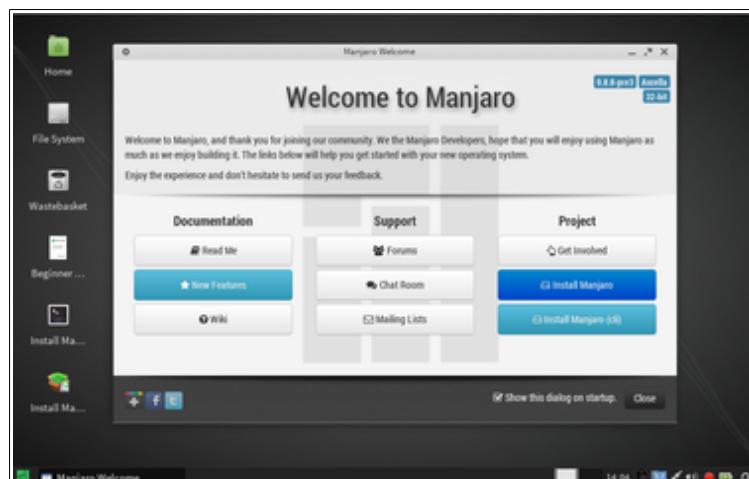 Home
File System
Wastebasket
Beginner ...
Install Ma...
Install Ma...
Manjaro Welcome
0.8.8-pre3 Ascella
32-bit
Welcome to Manjaro
Welcome to Manjaro, and thank you for joining our community. We the Manjaro Developers, hope that you will enjoy using Manjaro as
much as we enjoy building it. The links below will help you get started with your new operating system.
Enjoy the experience and don't hesitate to send us your feedback.
Documentation
Read Me
New Features
Wiki
Support
Forums
Chat Room
Mailing Lists
Project
Get Involved
Install Manjaro
Install Manjaro (cli)
Show this dialog on startup. Close
Manjaro Welcome